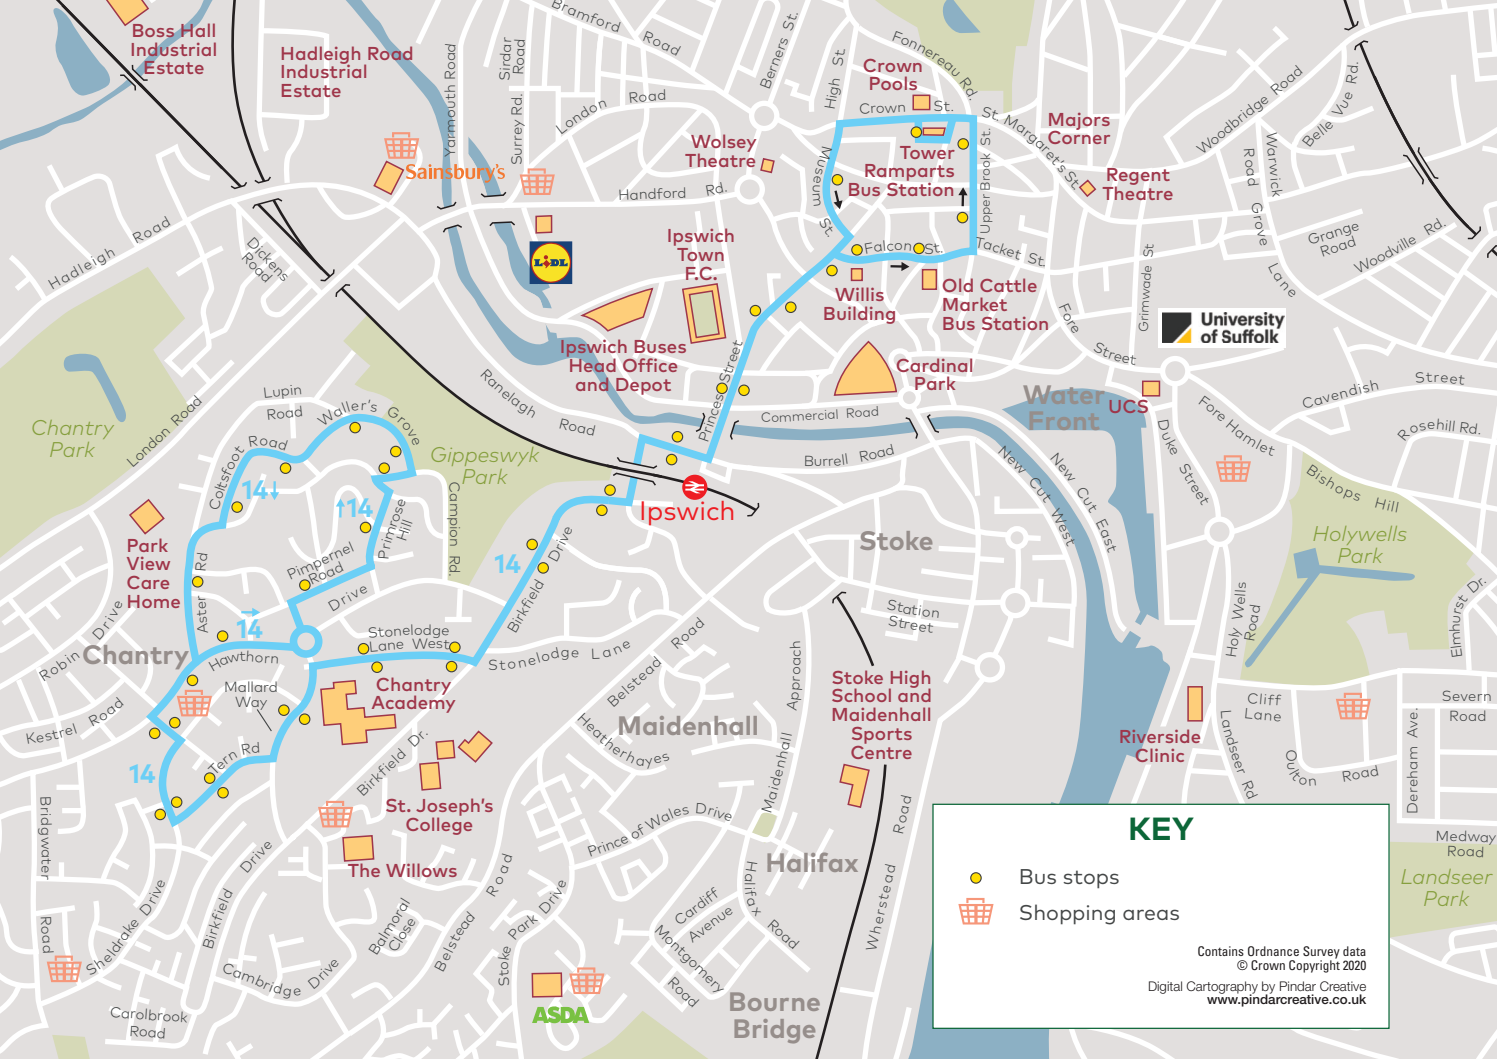 Boss Hall
Industrial
Estate
Hadleigh Road
Industrial
Estate
Yarmouth Road
Sirdar
Road
Surrey Rd.
Bramford Road
London Road
Berners St.
High St.
Fonnereau Rd.
Crown
Pools
Crown St.
St. Margaret's St.
Majors
Corner
Woodbridge Road
Belle Vue Rd.
Warwick
Road
Sainsbury's
Wolsey
Theatre
Museum St.
Tower
Ramparts
Bus Station
Upper Brook St.
Regent
Theatre
Handford Rd.
Hadleigh Road
Dickens
Road
LiDL
Ipswich
Town
F.C.
Falcon St.
Tacket St.
Grove Lane
Grange
Road
Woodville Rd.
Willis
Building
Old Cattle
Market
Bus Station
Grimwade St
Fore Street
University
of Suffolk
Ipswich Buses
Head Office
and Depot
Princes Street
Cardinal
Park
Water
Front
UCS
Cavendish Street
Fore Hamlet
Rosehill Rd.
Ranelagh Road
Commercial Road
Burrell Road
New Cut West
New Cut East
Duke Street
Bishops Hill
Holywells
Park
Chantry
Park
London Road
Lupin
Road
Waller's Grove
Coltsfoot Road
Gippeswyk
Park
14
14
Campion Rd.
Primrose
Hill
Pimpernel
Road
Drive
Ipswich
Stoke
Park
View
Care
Home
Aster Rd
14
Birkfield Drive
Station
Street
Holy Wells
Road
Elmhurst Dr.
Robin Drive
Chantry
14
Hawthorn
Drive
Stonelodge
Lane West
Stonelodge Lane
Belstead Road
Mallard
Way
Chantry
Academy
Kestrel Road
Tern Rd
14
Birkfield Dr.
Maidenhall
Heatherhayes
Maidenhall Approach
Stoke High
School and
Maidenhall
Sports
Centre
Riverside
Clinic
Cliff
Lane
Landseer Rd
Oulton Road
Severn
Road
Dereham Ave.
St. Joseph's
College
The Willows
Prince of Wales Drive
Halifax
Halifax Road
Wherstead Road
Medway
Road
Landseer
Park
Bridgwater Road
Sheldrake Drive
Birkfield Drive
Cambridge Drive
Balmoral
Close
Belstead Road
Stoke Park Drive
Cardiff
Avenue
Montgomery
Road
Carolbrook
Road
ASDA
Bourne
Bridge
KEY
Bus stops
Shopping areas
Contains Ordnance Survey data
© Crown Copyright 2020
Digital Cartography by Pindar Creative
www.pindarcreative.co.uk